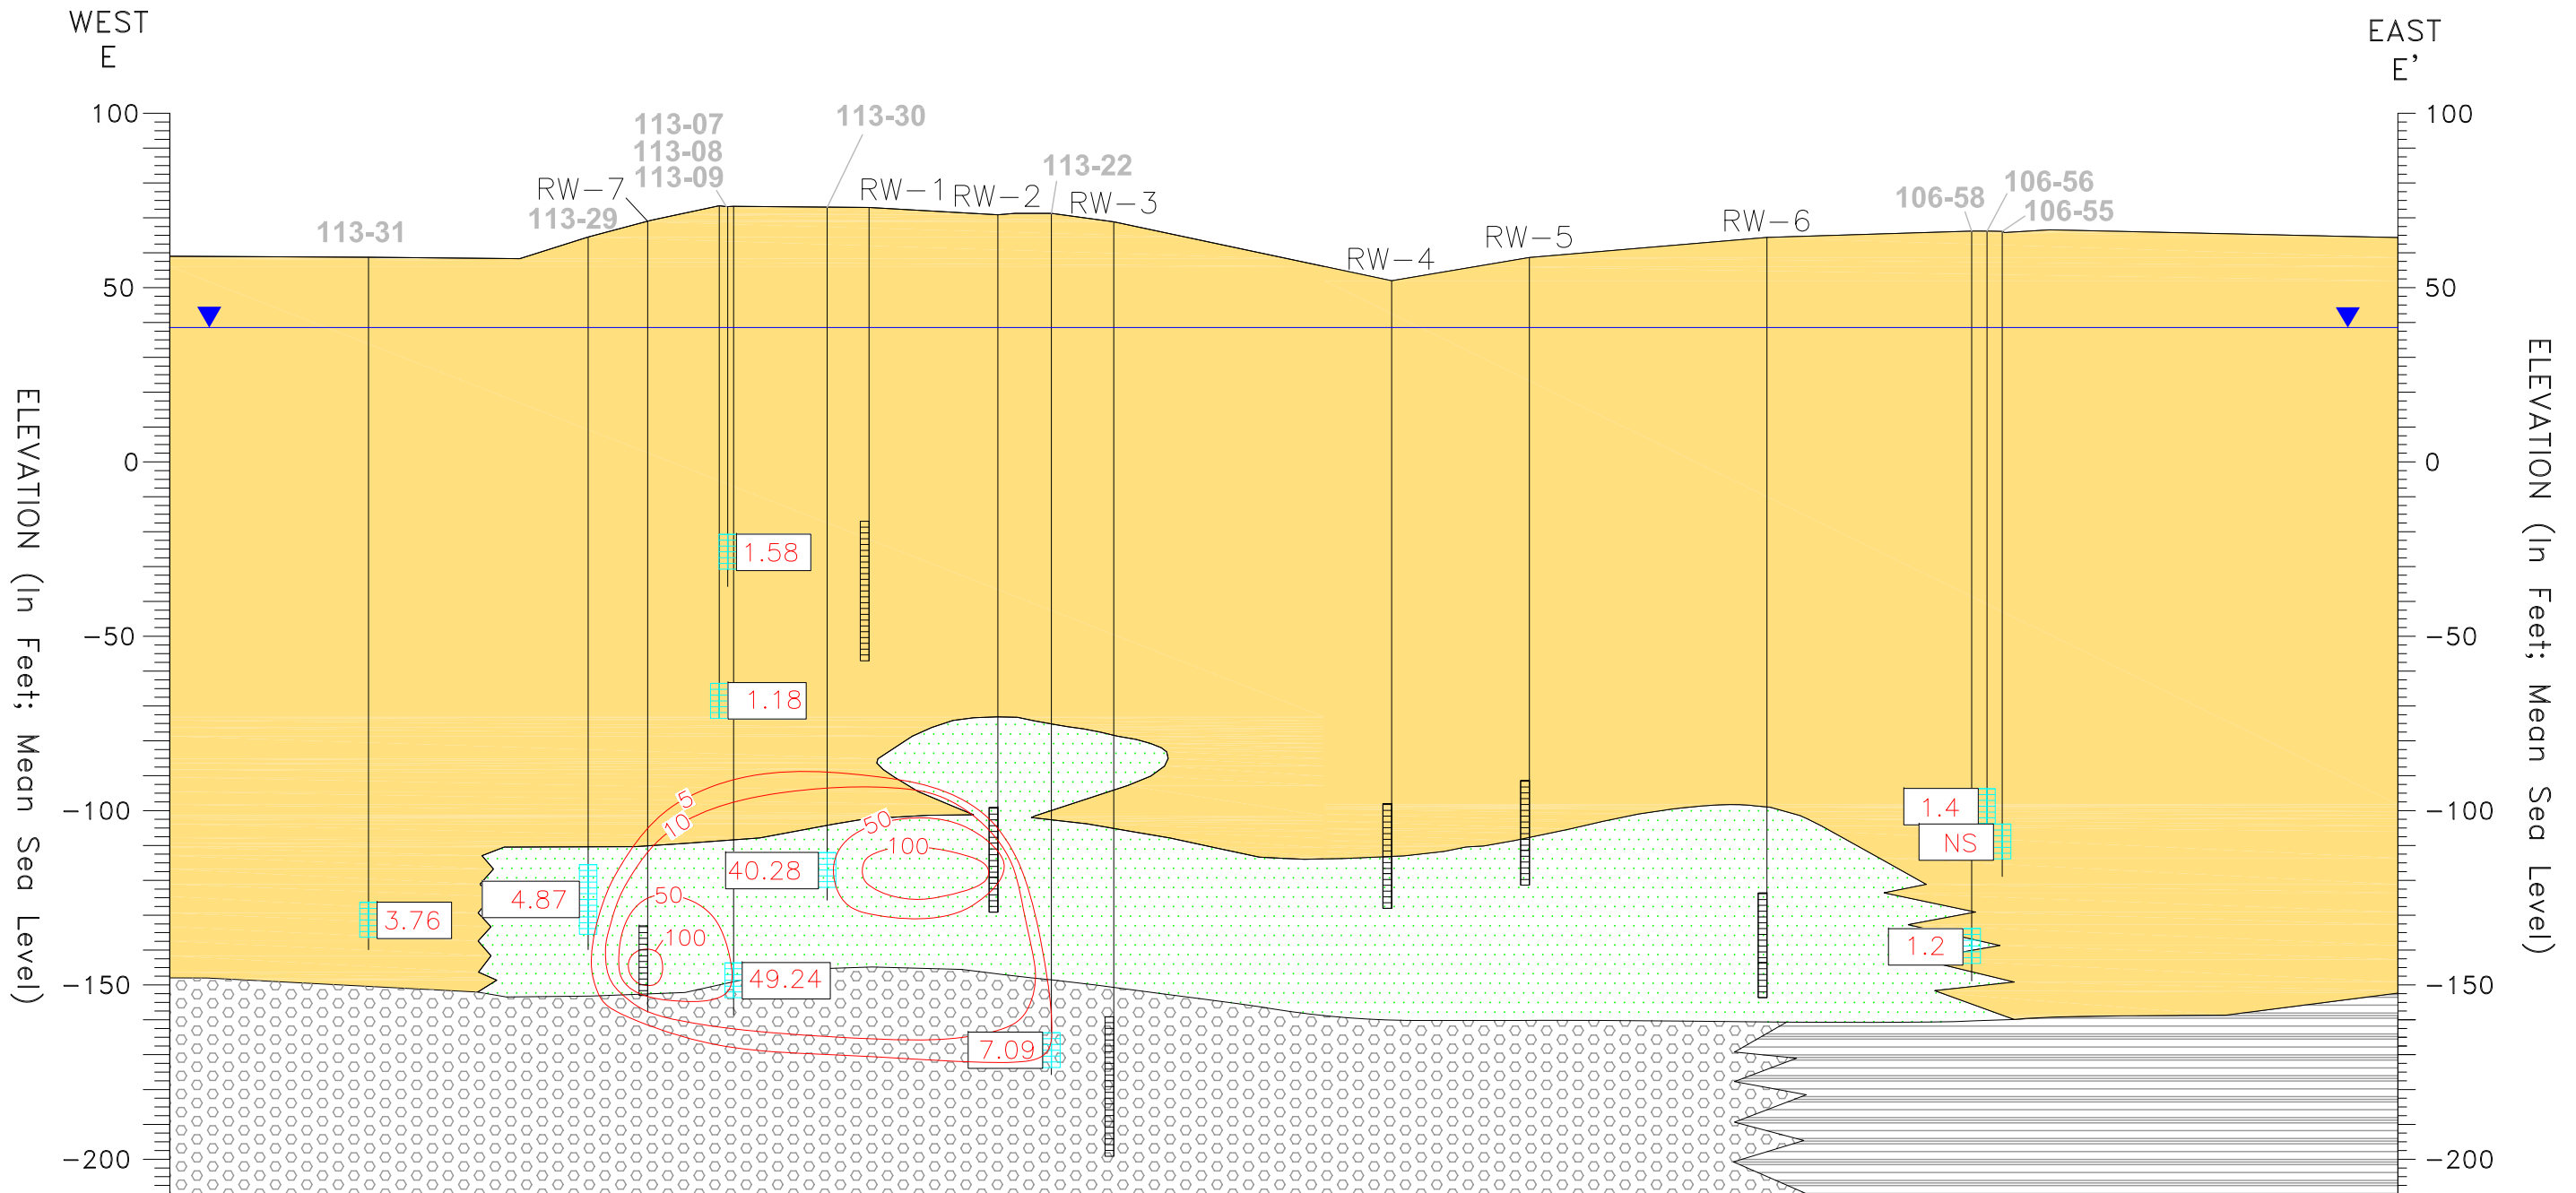 WEST
E
EAST
E'
113-07
113-08
113-09
113-30
113-22
RW-7
113-29
113-31
RW-1
RW-2
RW-3
RW-4
RW-5
RW-6
106-58
106-56
106-55
100
50
0
-50
-100
-150
-200
100
50
0
-50
-100
-150
-200
ELEVATION (In Feet; Mean Sea Level)
ELEVATION (In Feet; Mean Sea Level)
1.58
1.18
5
10
50
100
40.28
4.87
3.76
50
100
49.24
7.09
1.4
NS
1.2